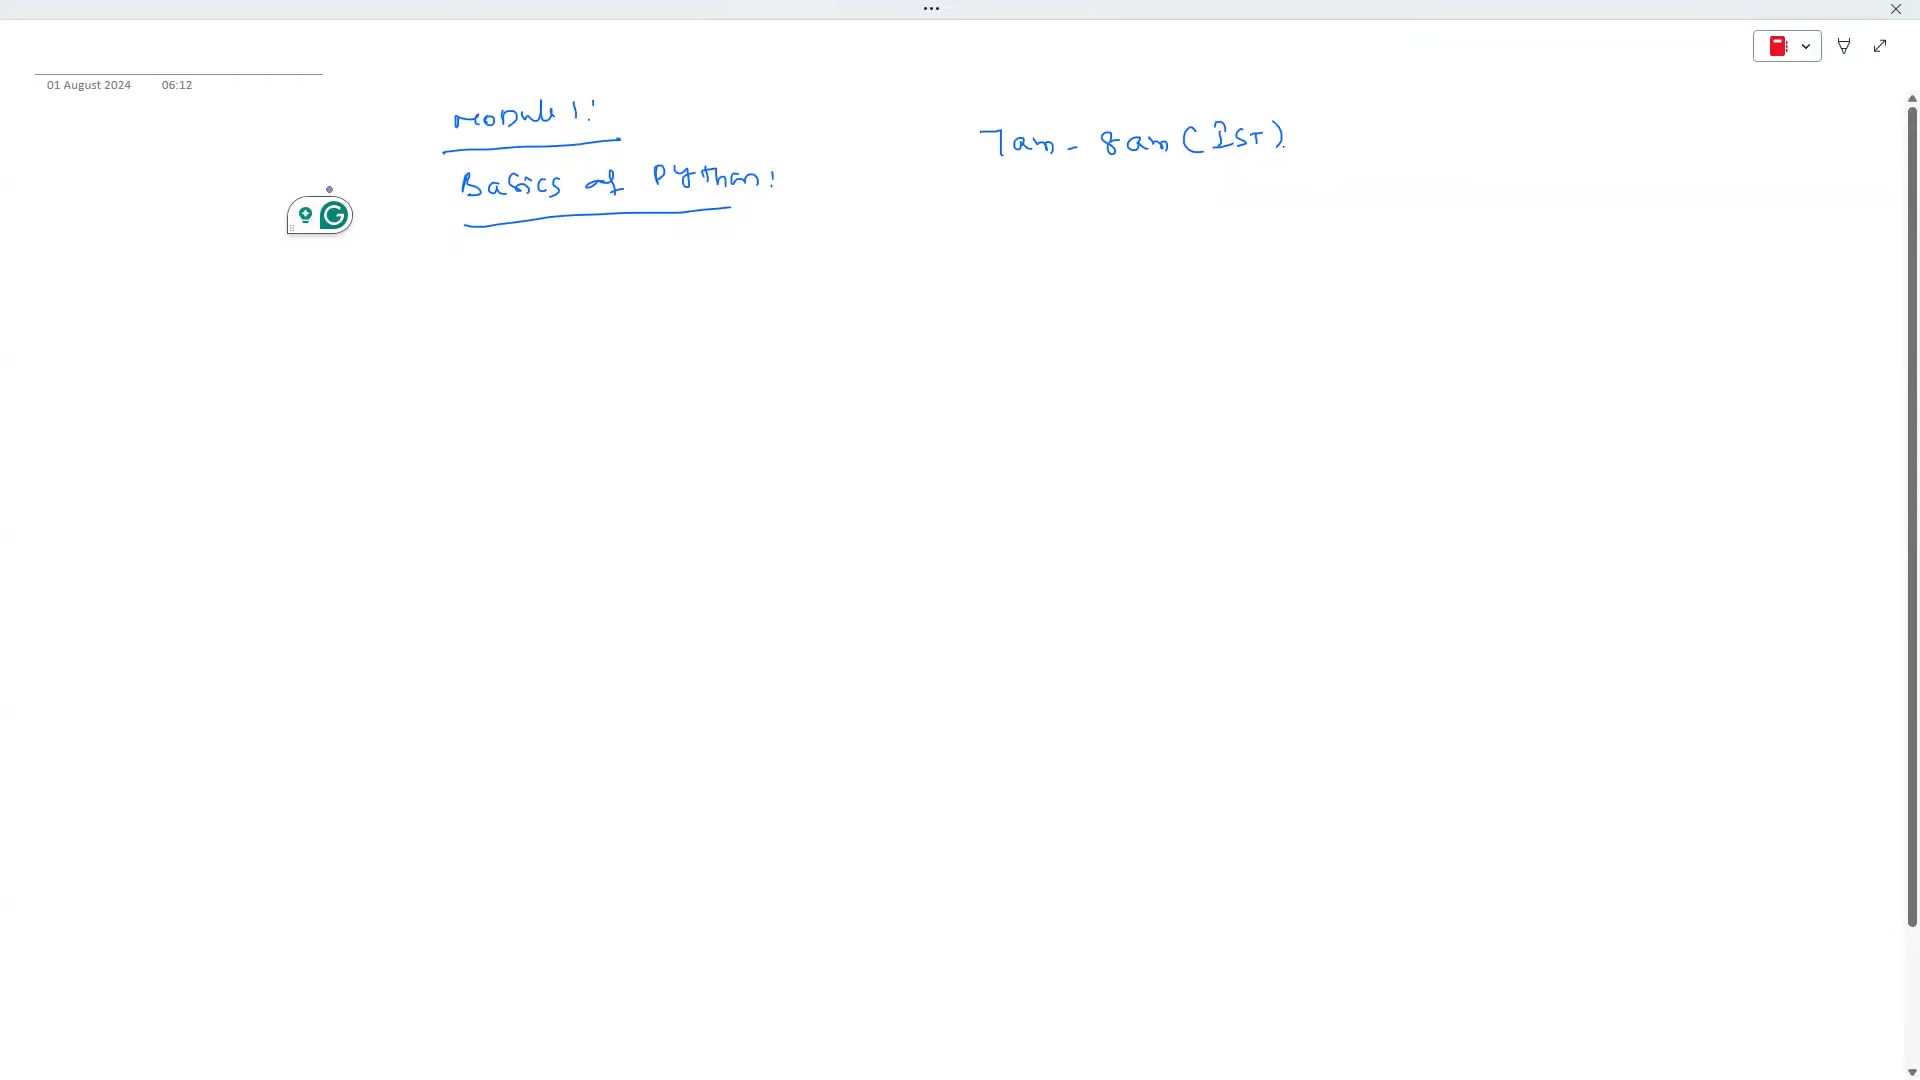 01 August 2024 06:12
Module 1:
7am - 8am (IST).
Basics of Python: